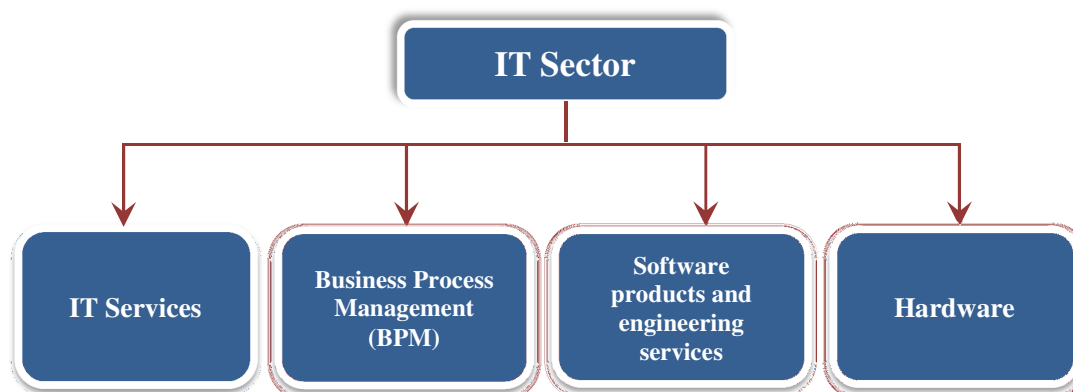 IT Sector
IT Services
Business Process
Management
(BPM)
Software
products and
engineering
services
Hardware